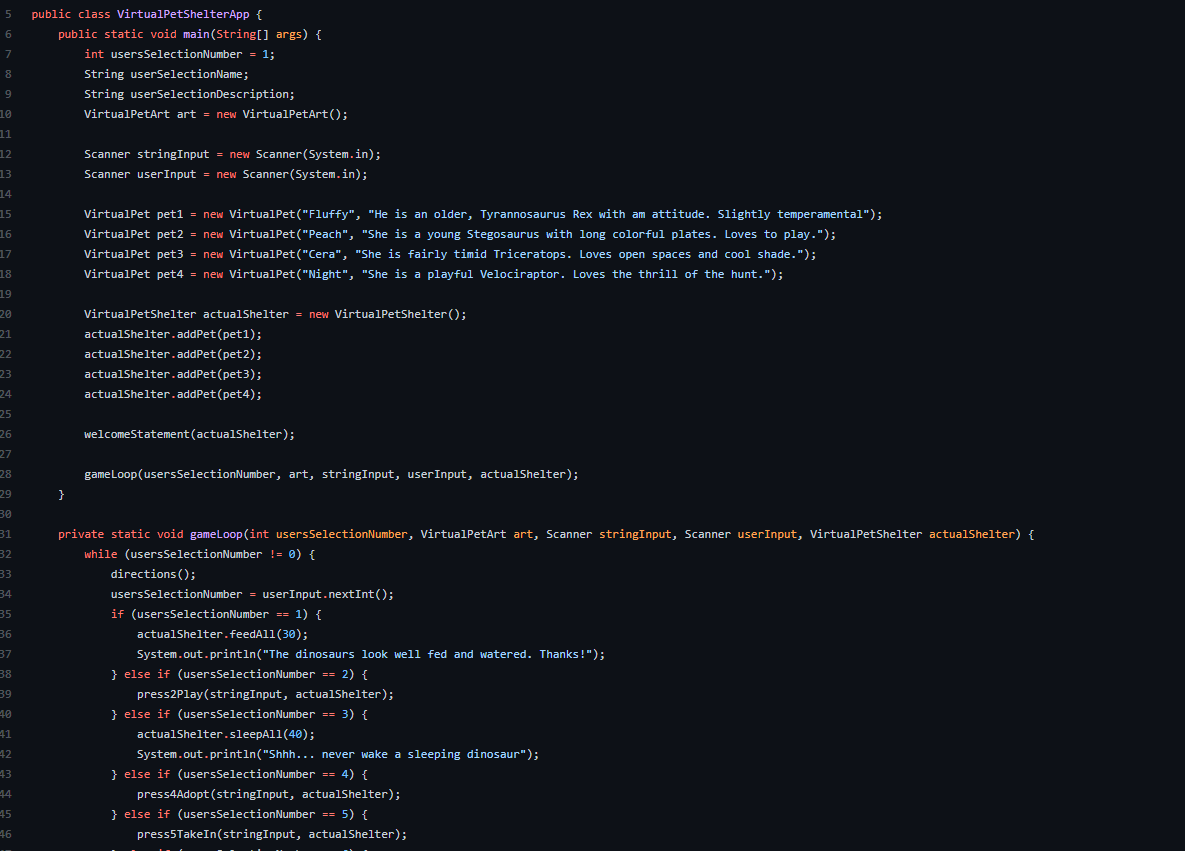 5 public class VirtualPetShelterApp {
6 public static void main(String[] args) {
7 int usersSelectionNumber = 1;
8 String userSelectionName;
9 String userSelectionDescription;
10 VirtualPetArt art = new VirtualPetArt();
11
12 Scanner stringInput = new Scanner(System.in);
13 Scanner userInput = new Scanner(System.in);
14
15 VirtualPet pet1 = new VirtualPet("Fluffy", "He is an older, Tyrannosaurus Rex with am attitude. Slightly temperamental");
16 VirtualPet pet2 = new VirtualPet("Peach", "She is a young Stegosaurus with long colorful plates. Loves to play.");
17 VirtualPet pet3 = new VirtualPet("Cera", "She is fairly timid Triceratops. Loves open spaces and cool shade.");
18 VirtualPet pet4 = new VirtualPet("Night", "She is a playful Velociraptor. Loves the thrill of the hunt.");
19
20 VirtualPetShelter actualShelter = new VirtualPetShelter();
21 actualShelter.addPet(pet1);
22 actualShelter.addPet(pet2);
23 actualShelter.addPet(pet3);
24 actualShelter.addPet(pet4);
25
26 welcomeStatement(actualShelter);
27
28 gameLoop(usersSelectionNumber, art, stringInput, userInput, actualShelter);
29 }
30
31 private static void gameLoop(int usersSelectionNumber, VirtualPetArt art, Scanner stringInput, Scanner userInput, VirtualPetShelter actualShelter) {
32 while (usersSelectionNumber != 0) {
33 directions();
34 usersSelectionNumber = userInput.nextInt();
35 if (usersSelectionNumber == 1) {
36 actualShelter.feedAll(30);
37 System.out.println("The dinosaurs look well fed and watered. Thanks!");
38 } else if (usersSelectionNumber == 2) {
39 press2Play(stringInput, actualShelter);
40 } else if (usersSelectionNumber == 3) {
41 actualShelter.sleepAll(40);
42 System.out.println("Shhh... never wake a sleeping dinosaur");
43 } else if (usersSelectionNumber == 4) {
44 press4Adopt(stringInput, actualShelter);
45 } else if (usersSelectionNumber == 5) {
46 press5TakeIn(stringInput, actualShelter);